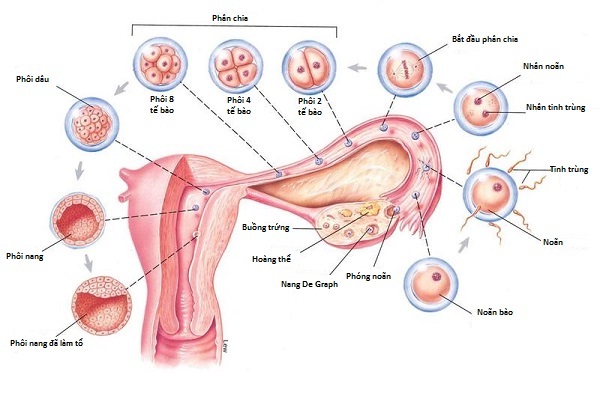 Phân chia
Bắt đầu phân chia
Nhân noãn
Nhân tinh trùng
Phôi dâu
Phôi 8
tế bào
Phôi 4
tế bào
Phôi 2
tế bào
Tinh trùng
Noãn
Buồng trứng
Hoàng thể
Nang De Graph
Phóng noãn
Noãn bào
Phôi nang
Phôi nang đã làm tổ
Lew